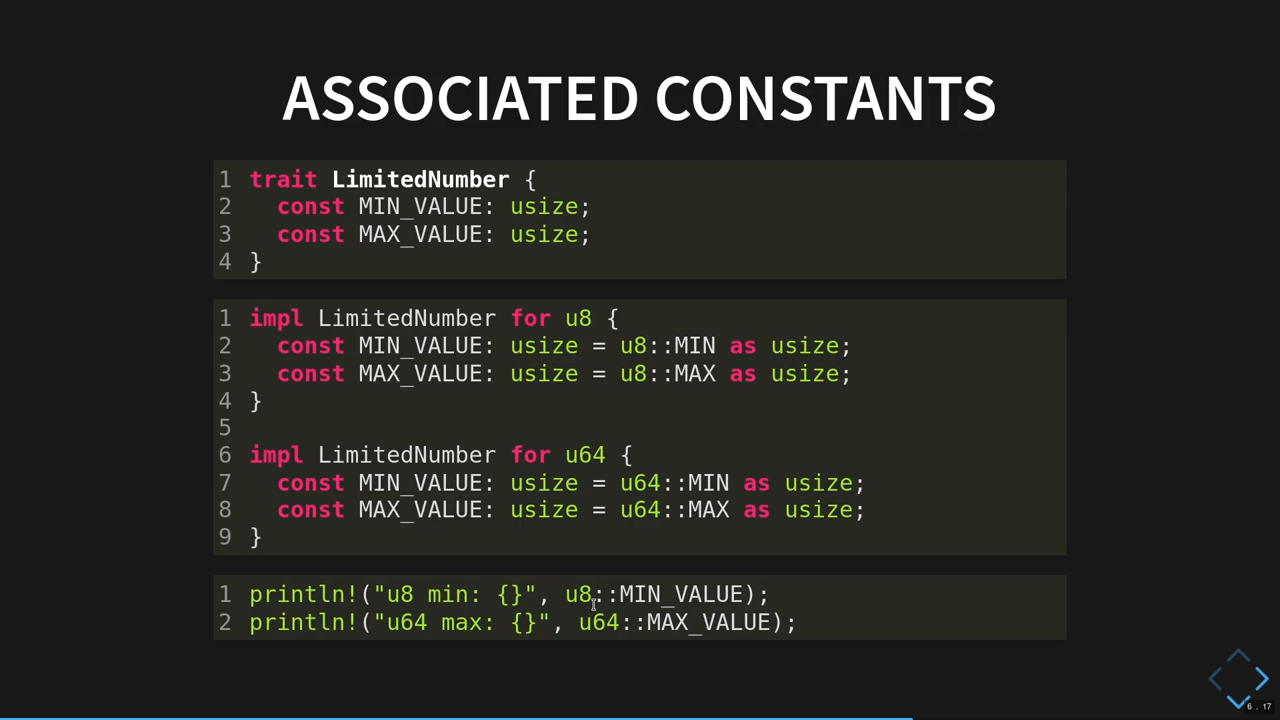 ASSOCIATED CONSTANTS
1 trait LimitedNumber {
2   const MIN_VALUE: usize;
3   const MAX_VALUE: usize;
4 }
1 impl LimitedNumber for u8 {
2   const MIN_VALUE: usize = u8::MIN as usize;
3   const MAX_VALUE: usize = u8::MAX as usize;
4 }
5
6 impl LimitedNumber for u64 {
7   const MIN_VALUE: usize = u64::MIN as usize;
8   const MAX_VALUE: usize = u64::MAX as usize;
9 }
1 println!("u8 min: {}", u8::MIN_VALUE);
2 println!("u64 max: {}", u64::MAX_VALUE);
6 . 17